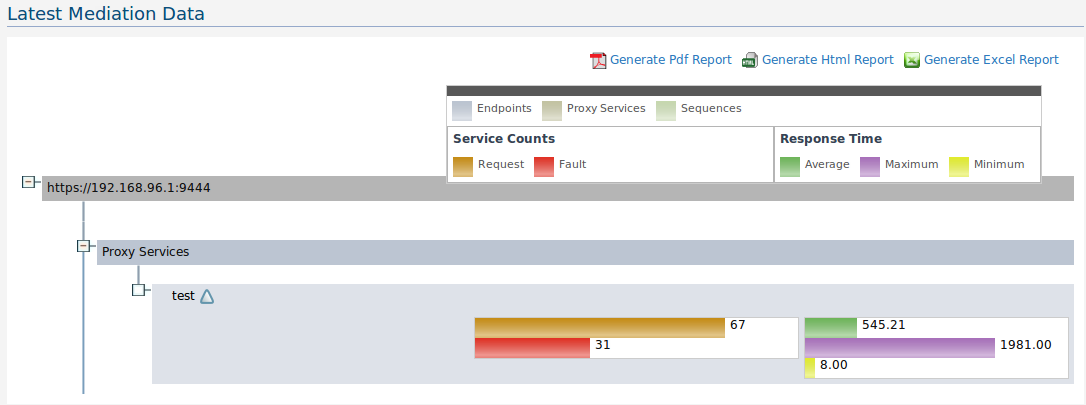 Latest Mediation Data
Generate Pdf Report Generate Html Report Generate Excel Report
Endpoints Proxy Services Sequences
Service Counts Response Time
Request Fault Average Maximum Minimum
https://192.168.96.1:9444
Proxy Services
test
67 545.21
31 1981.00
8.00